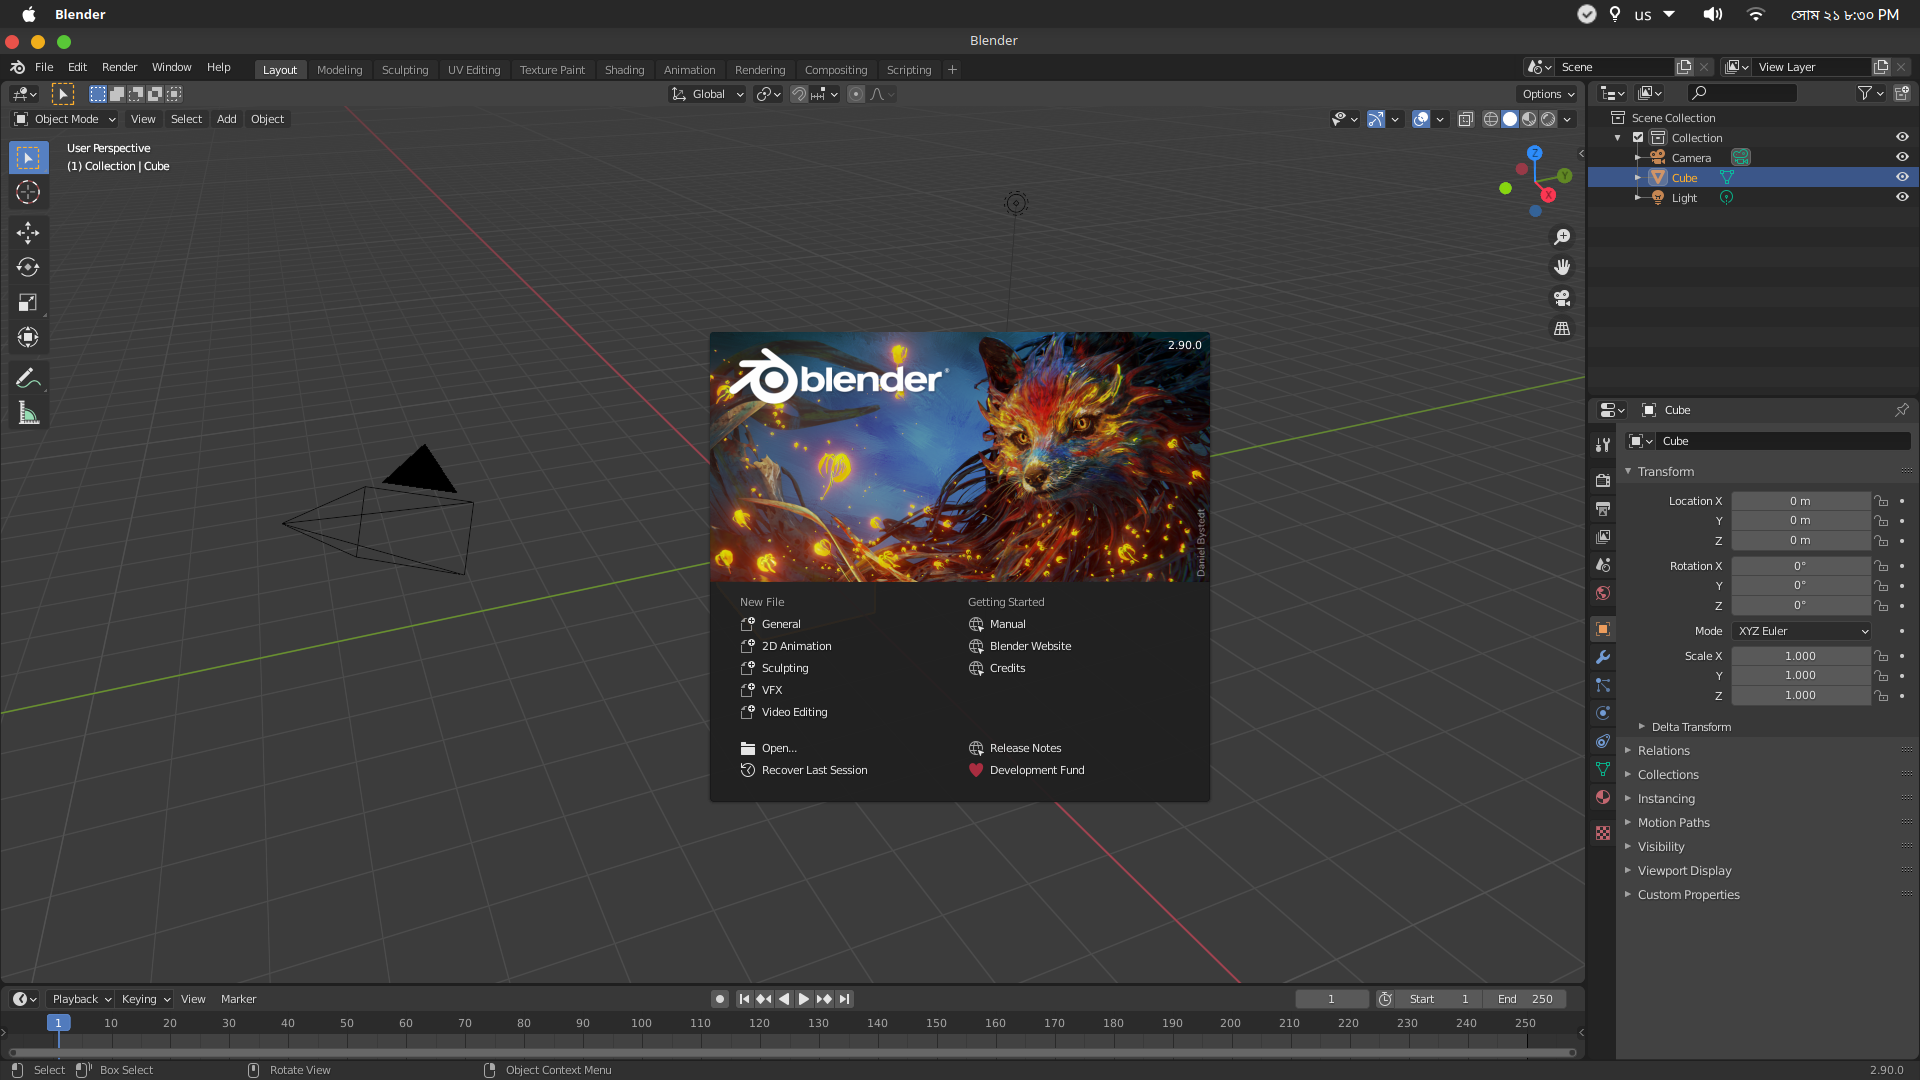 Blender
us
সোম ২১ ৮:৩০ PM
Blender
File Edit Render Window Help
Layout Modeling Sculpting UV Editing Texture Paint Shading Animation Rendering Compositing Scripting +
Scene
View Layer
Global
Options
Object Mode View Select Add Object
User Perspective
(1) Collection | Cube
Z
Y
X
Scene Collection
Collection
Camera
Cube
Light
2.90.0
blender
Daniel Bystedt
New File
General
2D Animation
Sculpting
VFX
Video Editing
Open...
Recover Last Session
Getting Started
Manual
Blender Website
Credits
Release Notes
Development Fund
Cube
Cube
Transform
Location X 0 m
Y 0 m
Z 0 m
Rotation X 0°
Y 0°
Z 0°
Mode XYZ Euler
Scale X 1.000
Y 1.000
Z 1.000
Delta Transform
Relations
Collections
Instancing
Motion Paths
Visibility
Viewport Display
Custom Properties
Playback Keying View Marker
1
Start 1
End 250
1 10 20 30 40 50 60 70 80 90 100 110 120 130 140 150 160 170 180 190 200 210 220 230 240 250
Select Box Select Rotate View Object Context Menu
2.90.0